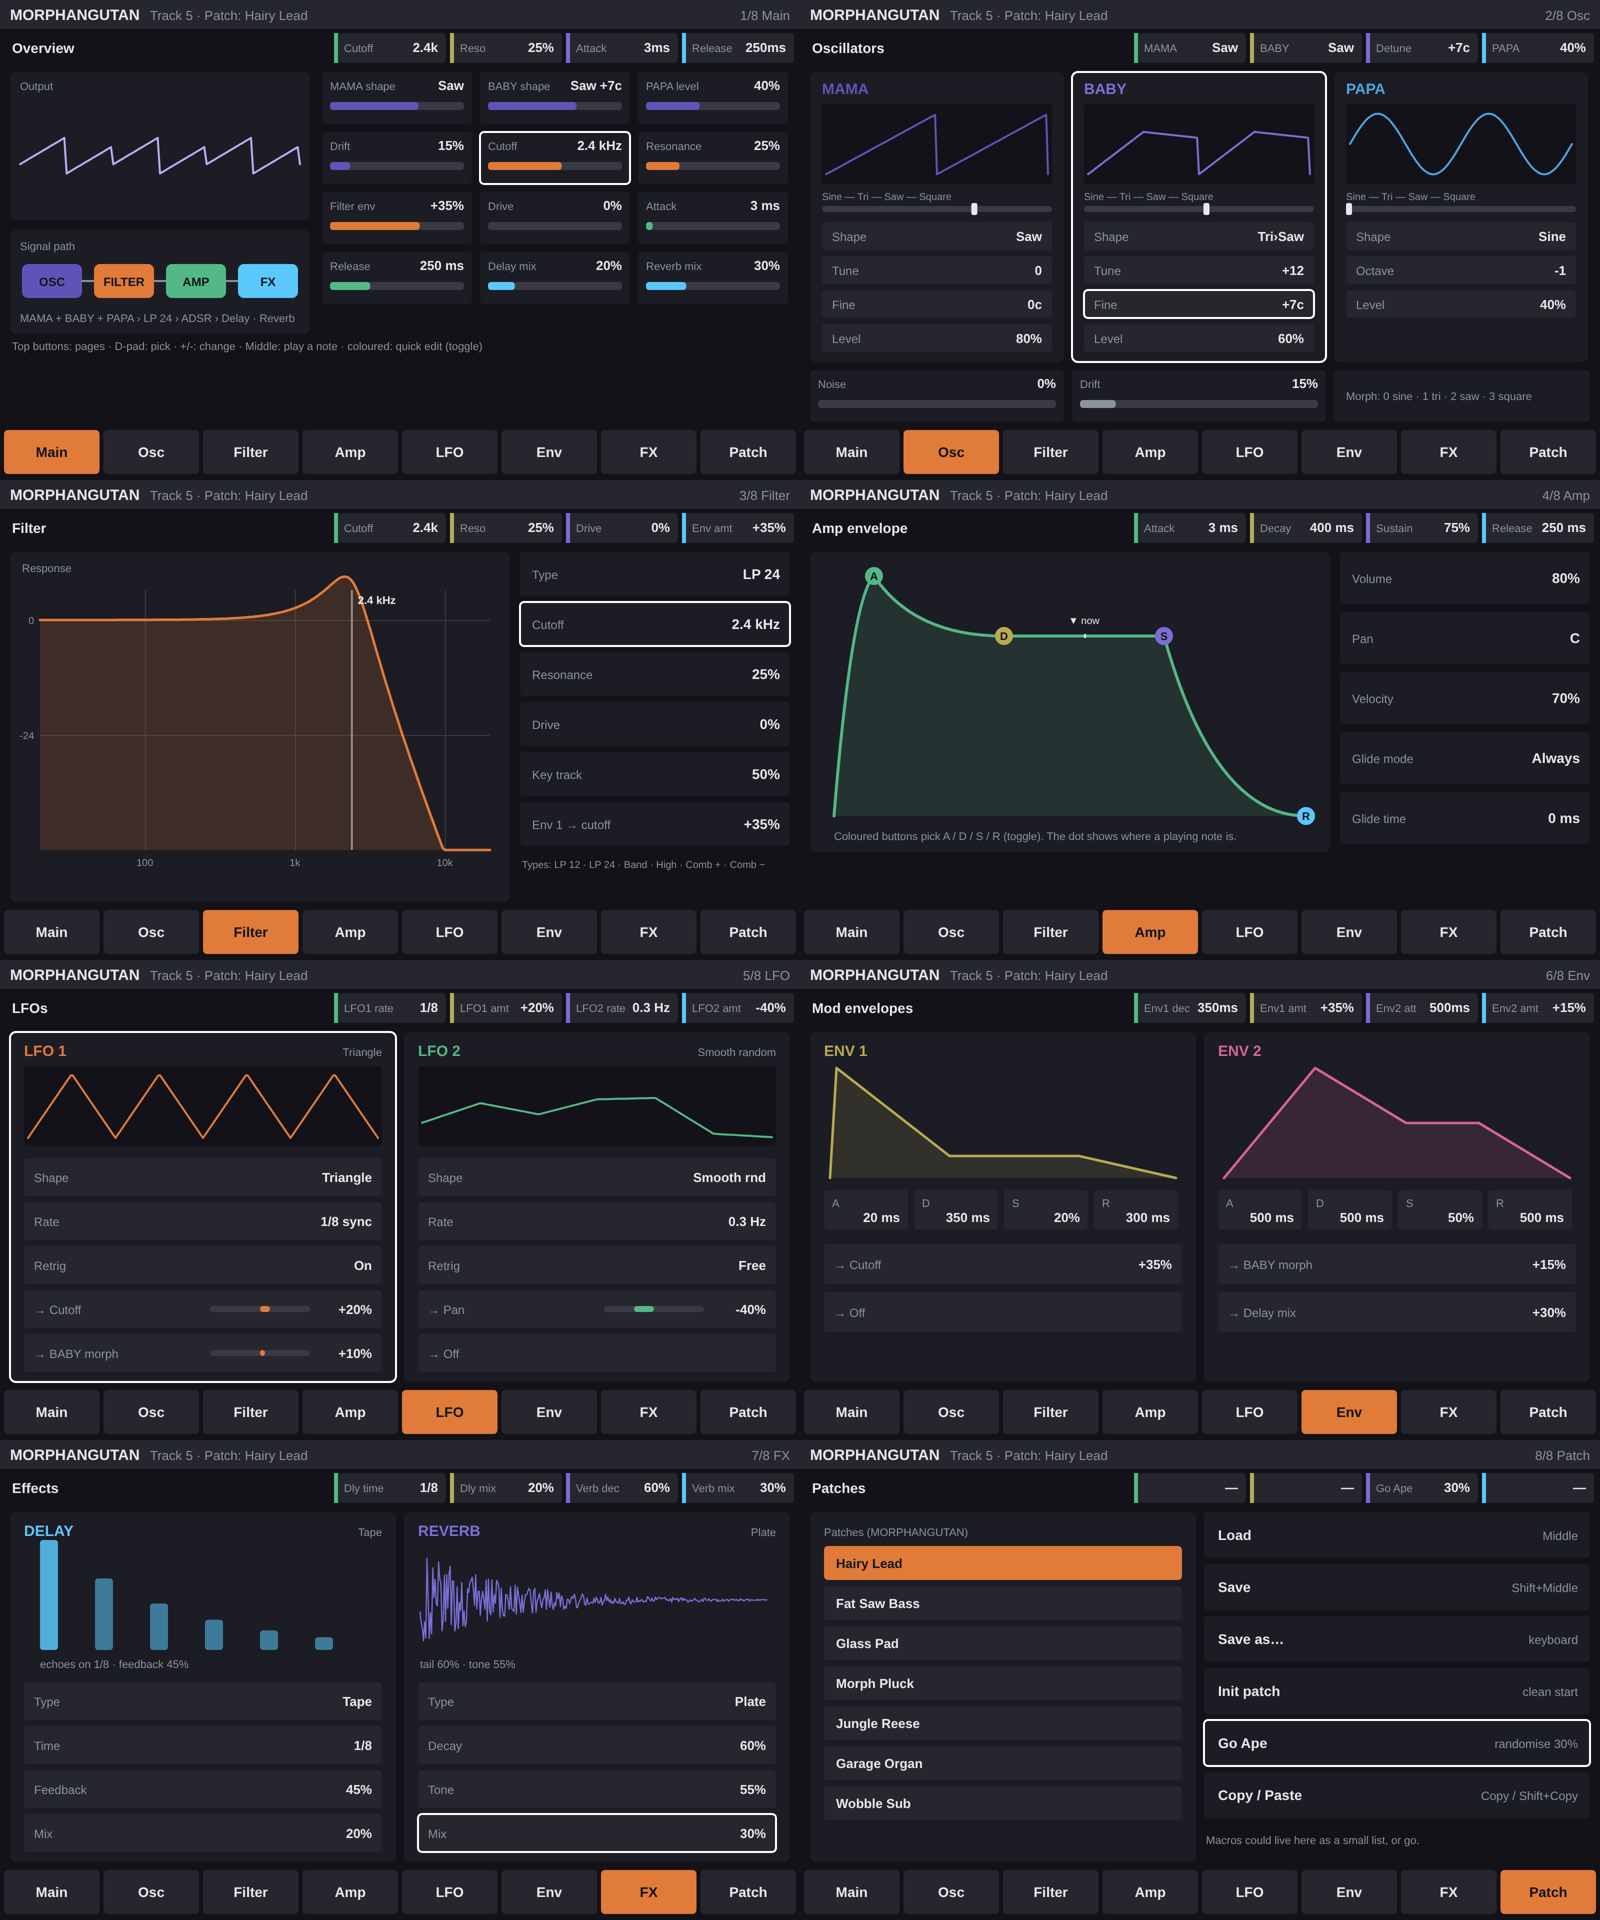 MORPHANGUTAN Track 5 · Patch: Hairy Lead 1/8 Main
Overview Cutoff 2.4k Reso 25% Attack 3ms Release 250ms
Output
MAMA shape Saw BABY shape Saw +7c PAPA level 40%
Drift 15% Cutoff 2.4 kHz Resonance 25%
Filter env +35% Drive 0% Attack 3 ms
Signal path
Release 250 ms Delay mix 20% Reverb mix 30%
OSC FILTER AMP FX
MAMA + BABY + PAPA › LP 24 › ADSR › Delay · Reverb
Top buttons: pages · D-pad: pick · +/-: change · Middle: play a note · coloured: quick edit (toggle)
Main Osc Filter Amp LFO Env FX Patch
MORPHANGUTAN Track 5 · Patch: Hairy Lead 2/8 Osc
Oscillators MAMA Saw BABY Saw Detune +7c PAPA 40%
MAMA BABY PAPA
Sine — Tri — Saw — Square Sine — Tri — Saw — Square Sine — Tri — Saw — Square
Shape Saw Shape Tri›Saw Shape Sine
Tune 0 Tune +12 Octave -1
Fine 0c Fine +7c Level 40%
Level 80% Level 60%
Noise 0% Drift 15% Morph: 0 sine · 1 tri · 2 saw · 3 square
Main Osc Filter Amp LFO Env FX Patch
MORPHANGUTAN Track 5 · Patch: Hairy Lead 3/8 Filter
Filter Cutoff 2.4k Reso 25% Drive 0% Env amt +35%
Response
2.4 kHz
0
-24
100 1k 10k
Type LP 24
Cutoff 2.4 kHz
Resonance 25%
Drive 0%
Key track 50%
Env 1 → cutoff +35%
Types: LP 12 · LP 24 · Band · High · Comb + · Comb −
Main Osc Filter Amp LFO Env FX Patch
MORPHANGUTAN Track 5 · Patch: Hairy Lead 4/8 Amp
Amp envelope Attack 3 ms Decay 400 ms Sustain 75% Release 250 ms
A
▼ now
D S
R
Coloured buttons pick A / D / S / R (toggle). The dot shows where a playing note is.
Volume 80%
Pan C
Velocity 70%
Glide mode Always
Glide time 0 ms
Main Osc Filter Amp LFO Env FX Patch
MORPHANGUTAN Track 5 · Patch: Hairy Lead 5/8 LFO
LFOs LFO1 rate 1/8 LFO1 amt +20% LFO2 rate 0.3 Hz LFO2 amt -40%
LFO 1 Triangle LFO 2 Smooth random
Shape Triangle Shape Smooth rnd
Rate 1/8 sync Rate 0.3 Hz
Retrig On Retrig Free
→ Cutoff +20% → Pan -40%
→ BABY morph +10% → Off
Main Osc Filter Amp LFO Env FX Patch
MORPHANGUTAN Track 5 · Patch: Hairy Lead 6/8 Env
Mod envelopes Env1 dec 350ms Env1 amt +35% Env2 att 500ms Env2 amt +15%
ENV 1 ENV 2
A D S R A D S R
20 ms 350 ms 20% 300 ms 500 ms 500 ms 50% 500 ms
→ Cutoff +35% → BABY morph +15%
→ Off → Delay mix +30%
Main Osc Filter Amp LFO Env FX Patch
MORPHANGUTAN Track 5 · Patch: Hairy Lead 7/8 FX
Effects Dly time 1/8 Dly mix 20% Verb dec 60% Verb mix 30%
DELAY Tape REVERB Plate
echoes on 1/8 · feedback 45% tail 60% · tone 55%
Type Tape Type Plate
Time 1/8 Decay 60%
Feedback 45% Tone 55%
Mix 20% Mix 30%
Main Osc Filter Amp LFO Env FX Patch
MORPHANGUTAN Track 5 · Patch: Hairy Lead 8/8 Patch
Patches — — Go Ape 30% —
Patches (MORPHANGUTAN)
Hairy Lead
Fat Saw Bass
Glass Pad
Morph Pluck
Jungle Reese
Garage Organ
Wobble Sub
Load Middle
Save Shift+Middle
Save as… keyboard
Init patch clean start
Go Ape randomise 30%
Copy / Paste Copy / Shift+Copy
Macros could live here as a small list, or go.
Main Osc Filter Amp LFO Env FX Patch